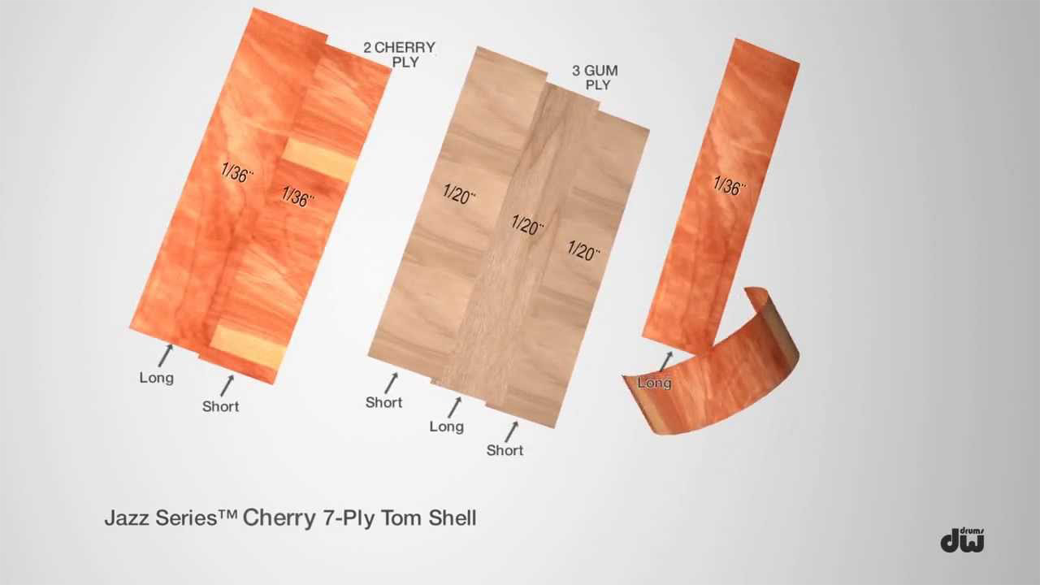 2 CHERRY
PLY
3 GUM
PLY
1/36"
1/36"
1/20"
1/20"
1/20"
1/36"
Long
Short
Short
Long
Short
Long
Jazz Series™ Cherry 7-Ply Tom Shell
drums
dw